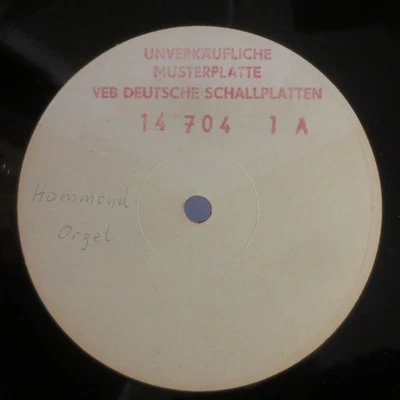 UNVERKÄUFLICHE
MUSTERPLATTE
VEB DEUTSCHE SCHALLPLATTEN
14 704 1 A
Hammond-
Orgel